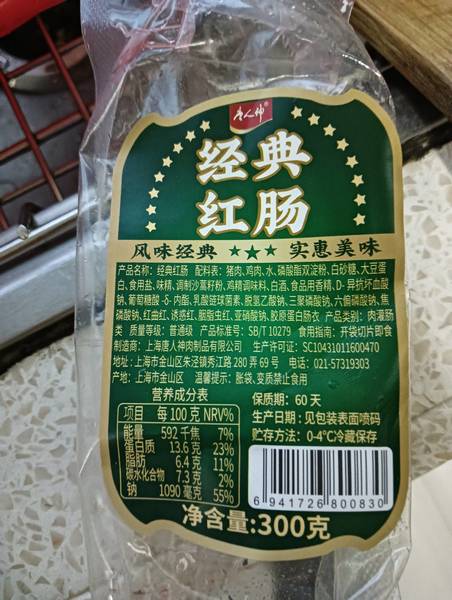 唐人神
经典
红肠
风味经典 ★★★ 实惠美味
产品名称：经典红肠 配料表：猪肉、鸡肉、水、磷酸酯双淀粉、白砂糖、大豆蛋
白、食用盐、味精、调制沙蒿籽粉、鸡精调味料、白酒、食品用香精、D-异抗坏血酸
钠、葡萄糖酸-δ-内酯、乳酸链球菌素、脱氢乙酸钠、三聚磷酸钠、六偏磷酸钠、焦
磷酸钠、红曲红、诱惑红、胭脂虫红、亚硝酸钠、胶原蛋白肠衣 产品类别：肉灌肠
类 质量等级：普通级 产品标准号：SB/T 10279 食用指南：开袋切片即食
制造商：上海唐人神肉制品有限公司 生产许可证：SC10431011600470
地址：上海市金山区朱泾镇秀江路280弄69号 电话：021-57319303
产地：上海市金山区 温馨提示：胀袋、变质禁止食用
营养成分表
项目 每100克 NRV%
能量 592千焦 7%
蛋白质 13.6克 23%
脂肪 6.4克 11%
碳水化合物 7.3克 2%
钠 1090毫克 55%
保质期：60天
生产日期：见包装表面喷码
贮存方法：0-4℃冷藏保存
6 941726 800830
净含量:300克